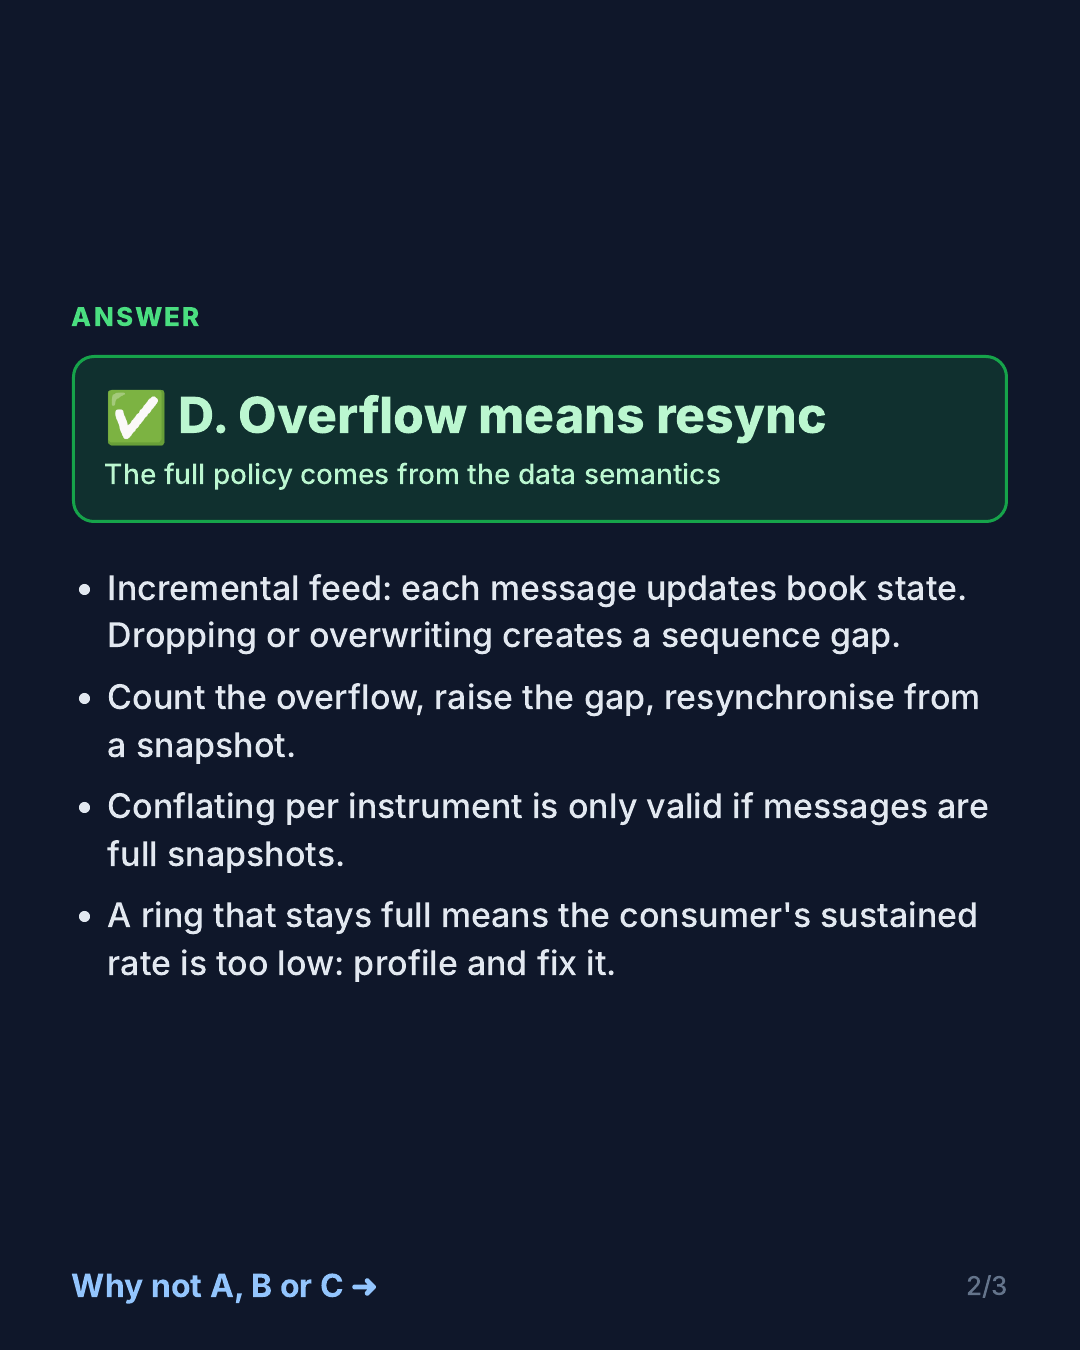 ANSWER
✅ D. Overflow means resync
The full policy comes from the data semantics
• Incremental feed: each message updates book state.
Dropping or overwriting creates a sequence gap.
• Count the overflow, raise the gap, resynchronise from
a snapshot.
• Conflating per instrument is only valid if messages are
full snapshots.
• A ring that stays full means the consumer's sustained
rate is too low: profile and fix it.
Why not A, B or C ➜
2/3